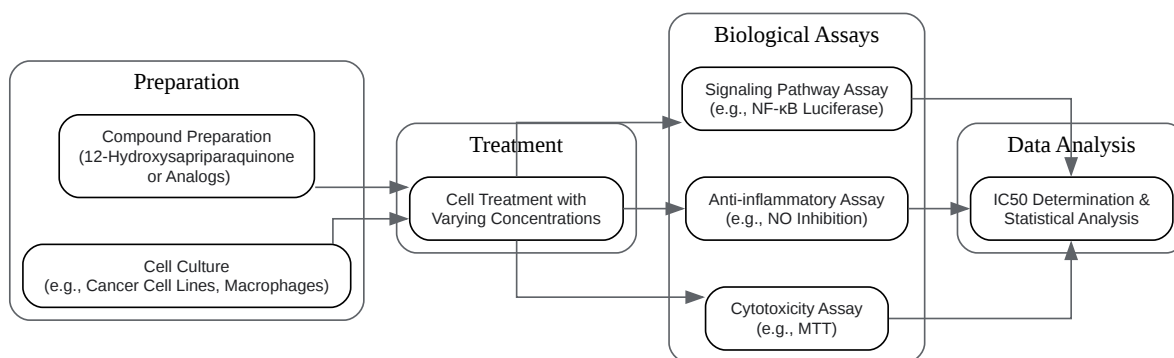 Preparation
Compound Preparation
(12-Hydroxysapriparaquinone
or Analogs)
Cell Culture
(e.g., Cancer Cell Lines, Macrophages)
Treatment
Cell Treatment with
Varying Concentrations
Biological Assays
Signaling Pathway Assay
(e.g., NF-κB Luciferase)
Anti-inflammatory Assay
(e.g., NO Inhibition)
Cytotoxicity Assay
(e.g., MTT)
Data Analysis
IC50 Determination &
Statistical Analysis